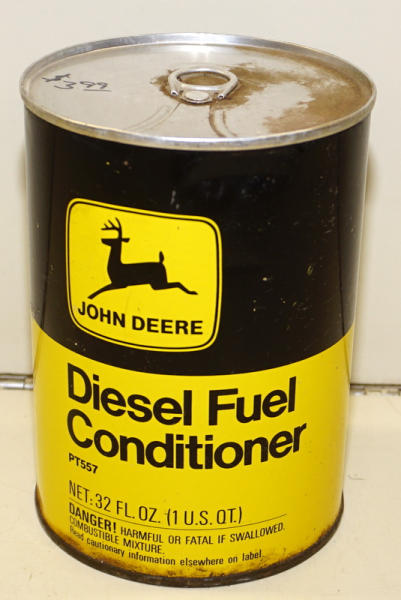 $3.99
JOHN DEERE
Diesel Fuel
Conditioner
PT557
NET: 32 FL. OZ. (1 U.S. QT.)
DANGER! HARMFUL OR FATAL IF SWALLOWED.
COMBUSTIBLE MIXTURE.
Read cautionary information elsewhere on label.